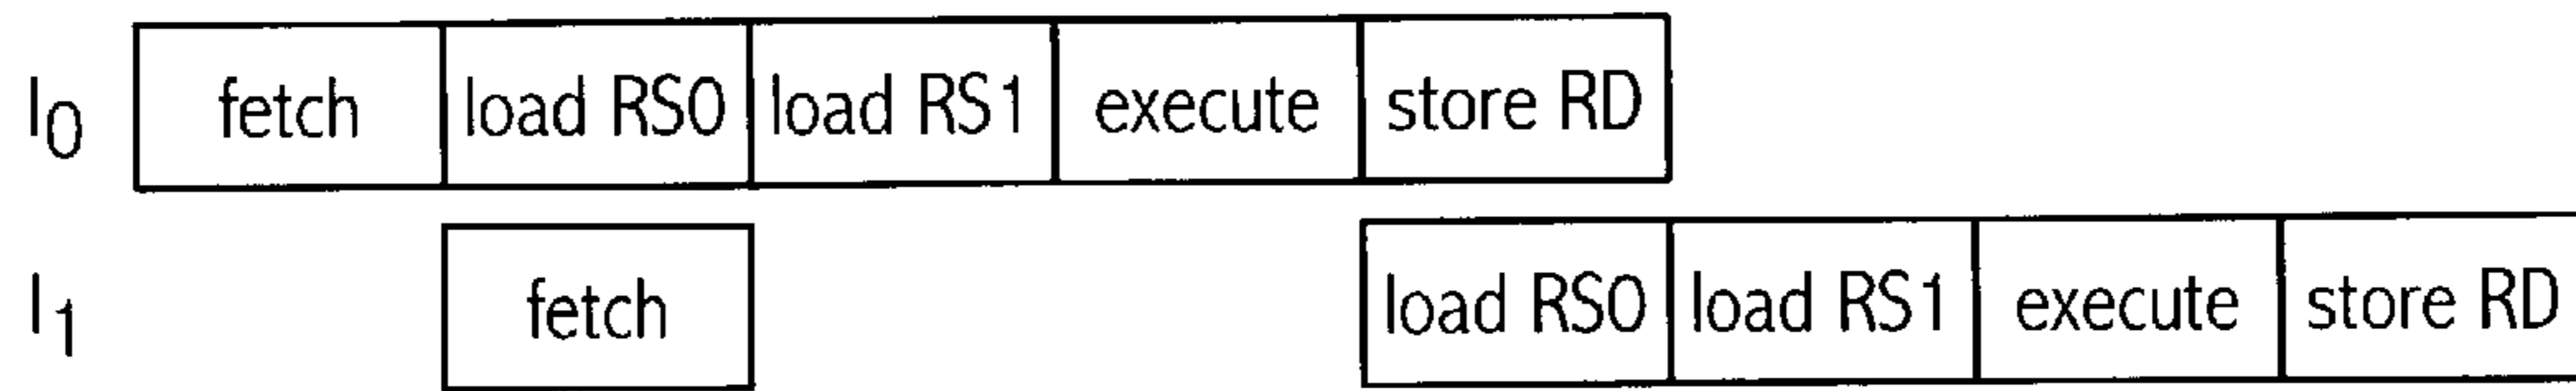 I0 fetch load RS0 load RS1 execute store RD
I1 fetch load RS0 load RS1 execute store RD